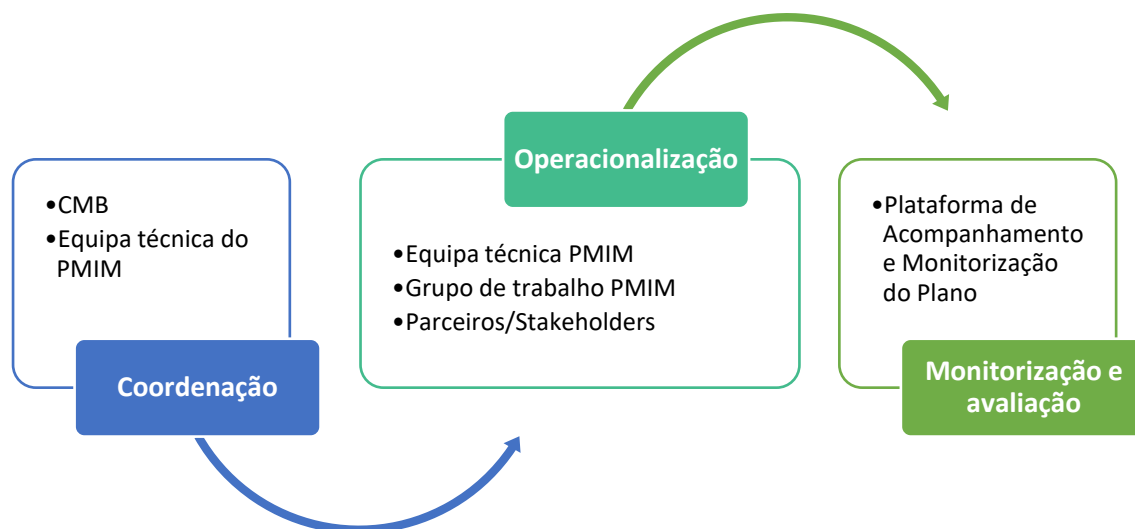 •CMB
•Equipa técnica do
PMIM
Coordenação
Operacionalização
•Equipa técnica PMIM
•Grupo de trabalho PMIM
•Parceiros/Stakeholders
•Plataforma de
Acompanhamento
e Monitorização
do Plano
Monitorização e
avaliação